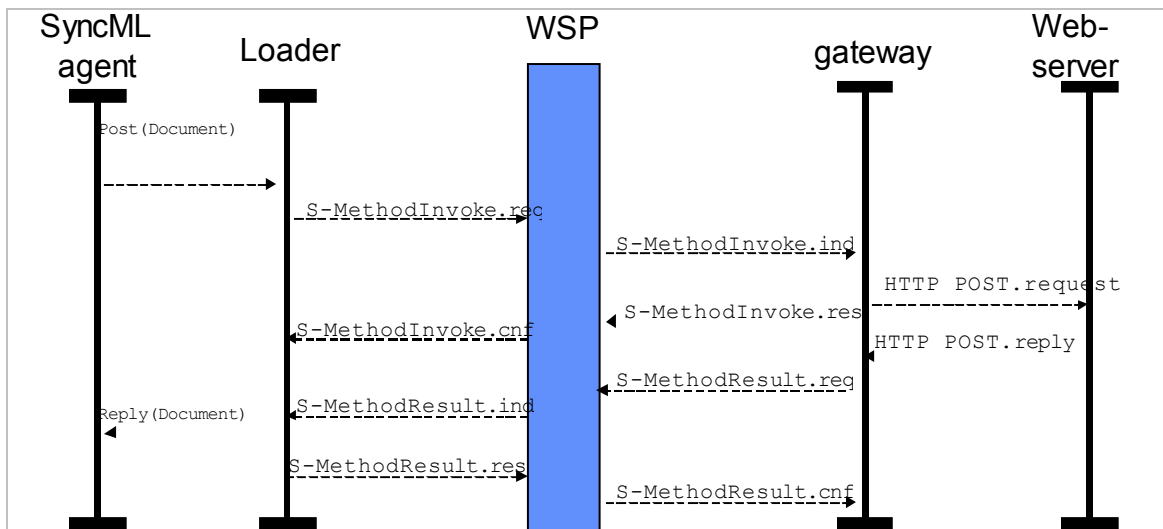 SyncML
agent
Loader
WSP
gateway
Web-
server
Post(Document)
S-MethodInvoke.req
S-MethodInvoke.ind
HTTP POST.request
S-MethodInvoke.res
S-MethodInvoke.cnf
HTTP POST.reply
S-MethodResult.req
S-MethodResult.ind
Reply(Document)
S-MethodResult.res
S-MethodResult.cnf